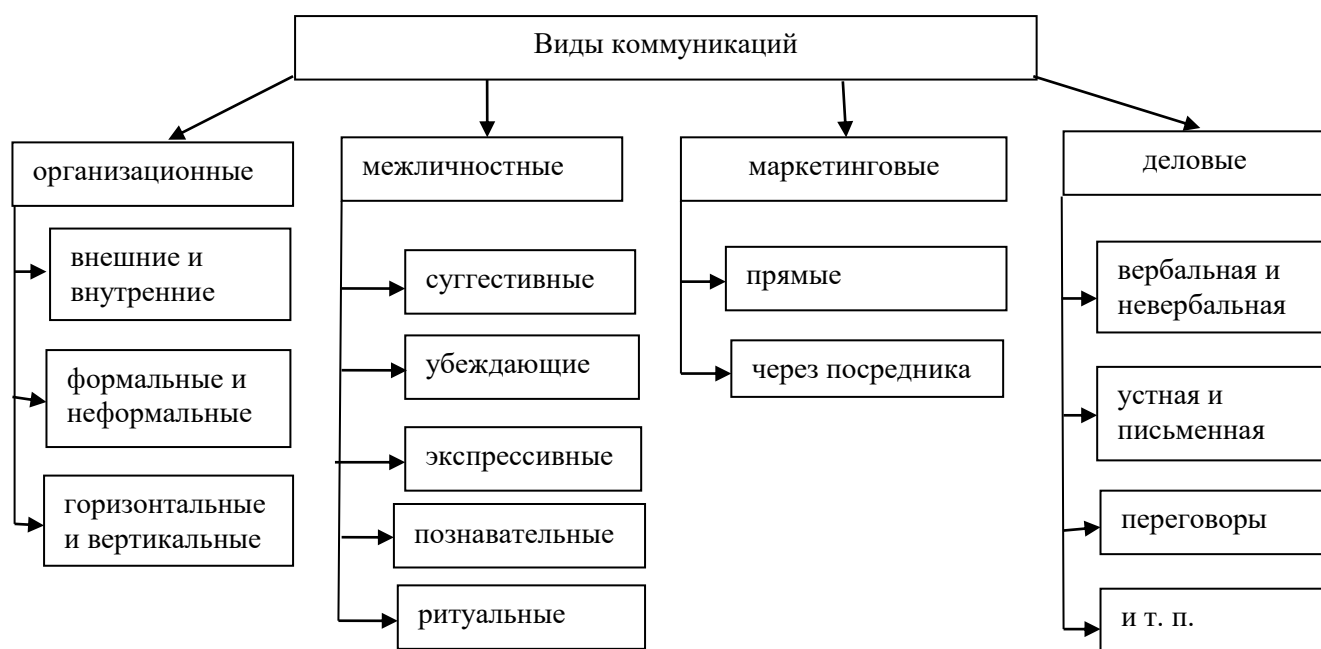 Виды коммуникаций
организационные
внешние и
внутренние
формальные и
неформальные
горизонтальные
и вертикальные
межличностные
суггестивные
убеждающие
экспрессивные
познавательные
ритуальные
маркетинговые
прямые
через посредника
деловые
вербальная и
невербальная
устная и
письменная
переговоры
и т. п.